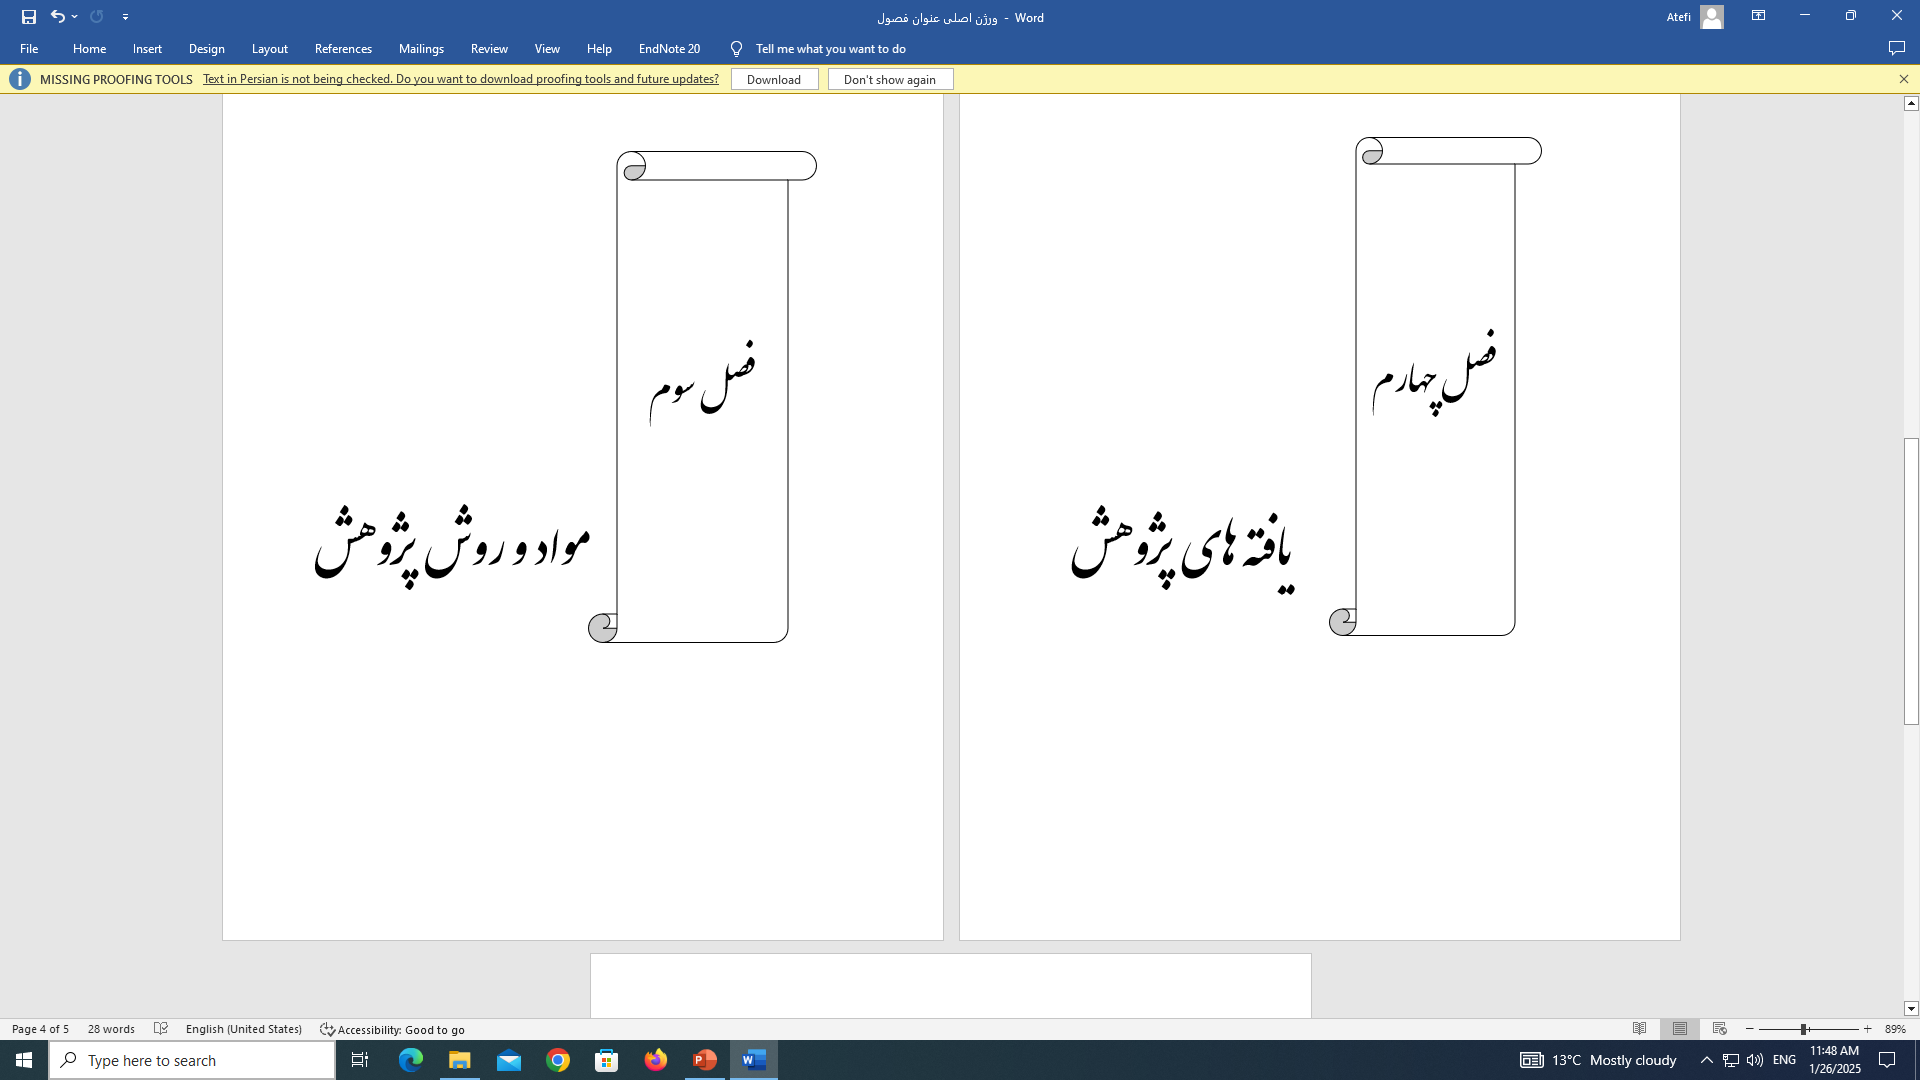 ورژن اصلی عنوان فصول - Word
Atefi
File Home Insert Design Layout References Mailings Review View Help EndNote 20 Tell me what you want to do
MISSING PROOFING TOOLS Text in Persian is not being checked. Do you want to download proofing tools and future updates? Download Don't show again
فصل سوم
مواد و روش پژوهش
فصل چهارم
یافته های پژوهش
Page 4 of 5 28 words English (United States) Accessibility: Good to go 89%
Type here to search
13°C Mostly cloudy ENG 11:48 AM
1/26/2025